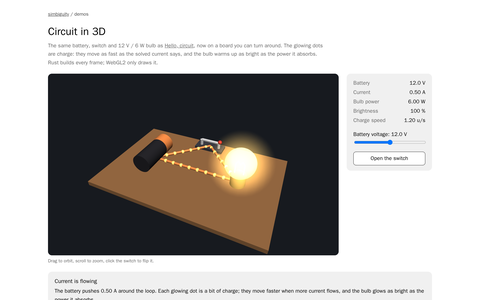 simbatufy / demos
Circuit in 3D
The same battery, switch and 12 V / 6 W bulb as Hello, circuit, now on a board you can turn around. The glowing dots
are charge: they move as fast as the solved current says, and the bulb warms up as bright as the power it absorbs.
Rust builds every frame; WebGL2 only draws it.
Battery 12.0 V
Current 0.50 A
Bulb power 6.00 W
Brightness 100 %
Charge speed 1.20 u/s
Battery voltage: 12.0 V
Open the switch
Drag to orbit, scroll to zoom, click the switch to flip it.
Current is flowing
The battery pushes 0.50 A around the loop. Each glowing dot is a bit of charge; they move faster when more current flows, and the bulb glows as bright as the
power it absorbs.